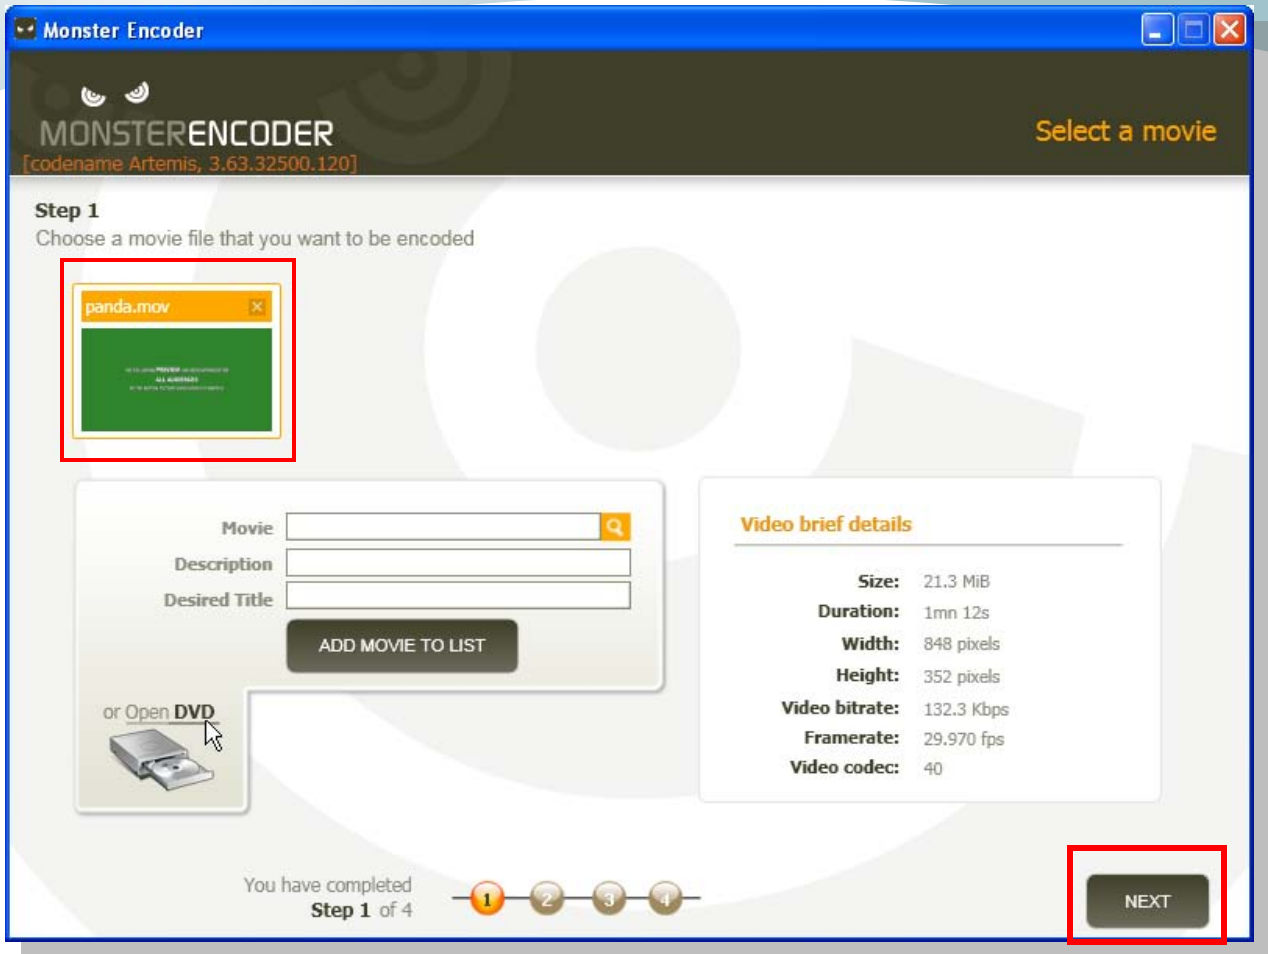 Monster Encoder
MONSTERENCODER
[codename Artemis, 3.63.32500.120]
Select a movie
Step 1
Choose a movie file that you want to be encoded
panda.mov
PREVIEW
ALL AUDIENCES
Movie
Description
Desired Title
ADD MOVIE TO LIST
or Open DVD
Video brief details
Size: 21.3 MiB
Duration: 1mn 12s
Width: 848 pixels
Height: 352 pixels
Video bitrate: 132.3 Kbps
Framerate: 29.970 fps
Video codec: 40
You have completed
Step 1 of 4
1 2 3 4
NEXT